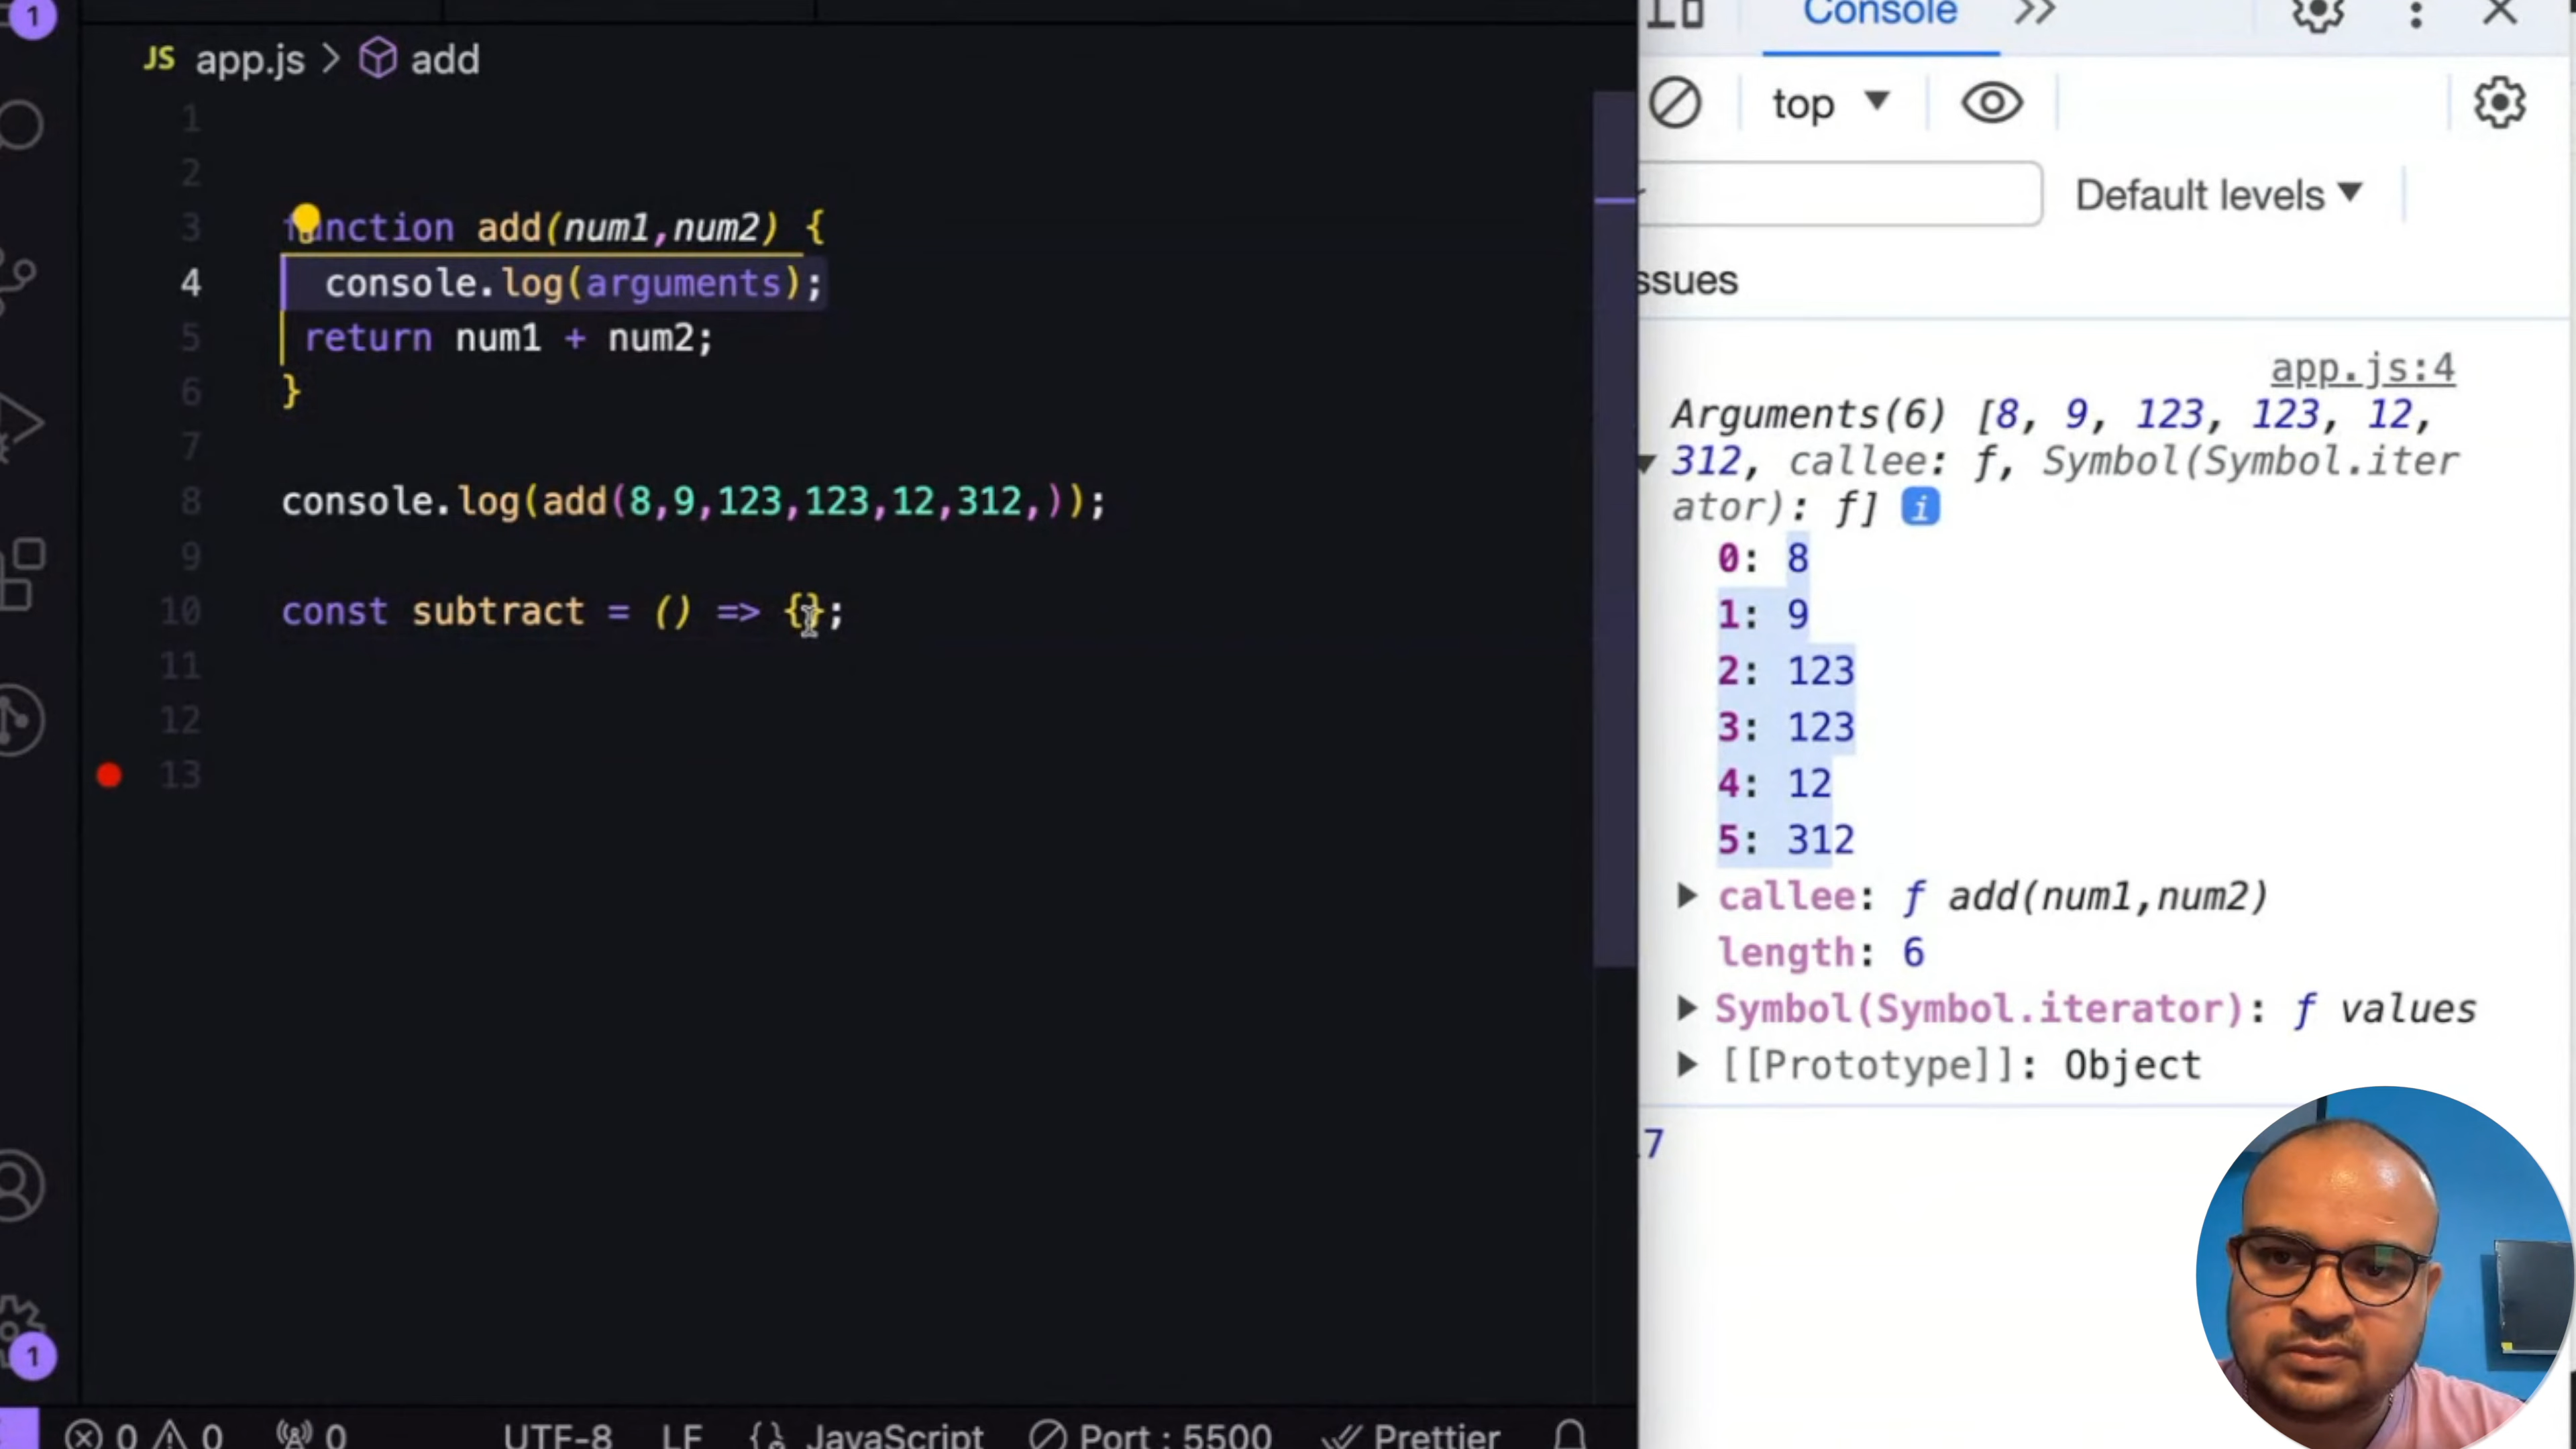 1
JS app.js > add
1
2
3 function add(num1,num2) {
4 console.log(arguments);
5 return num1 + num2;
6 }
7
8 console.log(add(8,9,123,123,12,312,));
9
10 const subtract = () => {};
11
12
13
1
0 0 0 UTF-8 LF JavaScript Port : 5500 Prettier
Console
top
Default levels
ssues
app.js:4
Arguments(6) [8, 9, 123, 123, 12,
312, callee: ƒ, Symbol(Symbol.iter
ator): ƒ]
0: 8
1: 9
2: 123
3: 123
4: 12
5: 312
callee: ƒ add(num1,num2)
length: 6
Symbol(Symbol.iterator): ƒ values
[[Prototype]]: Object
7